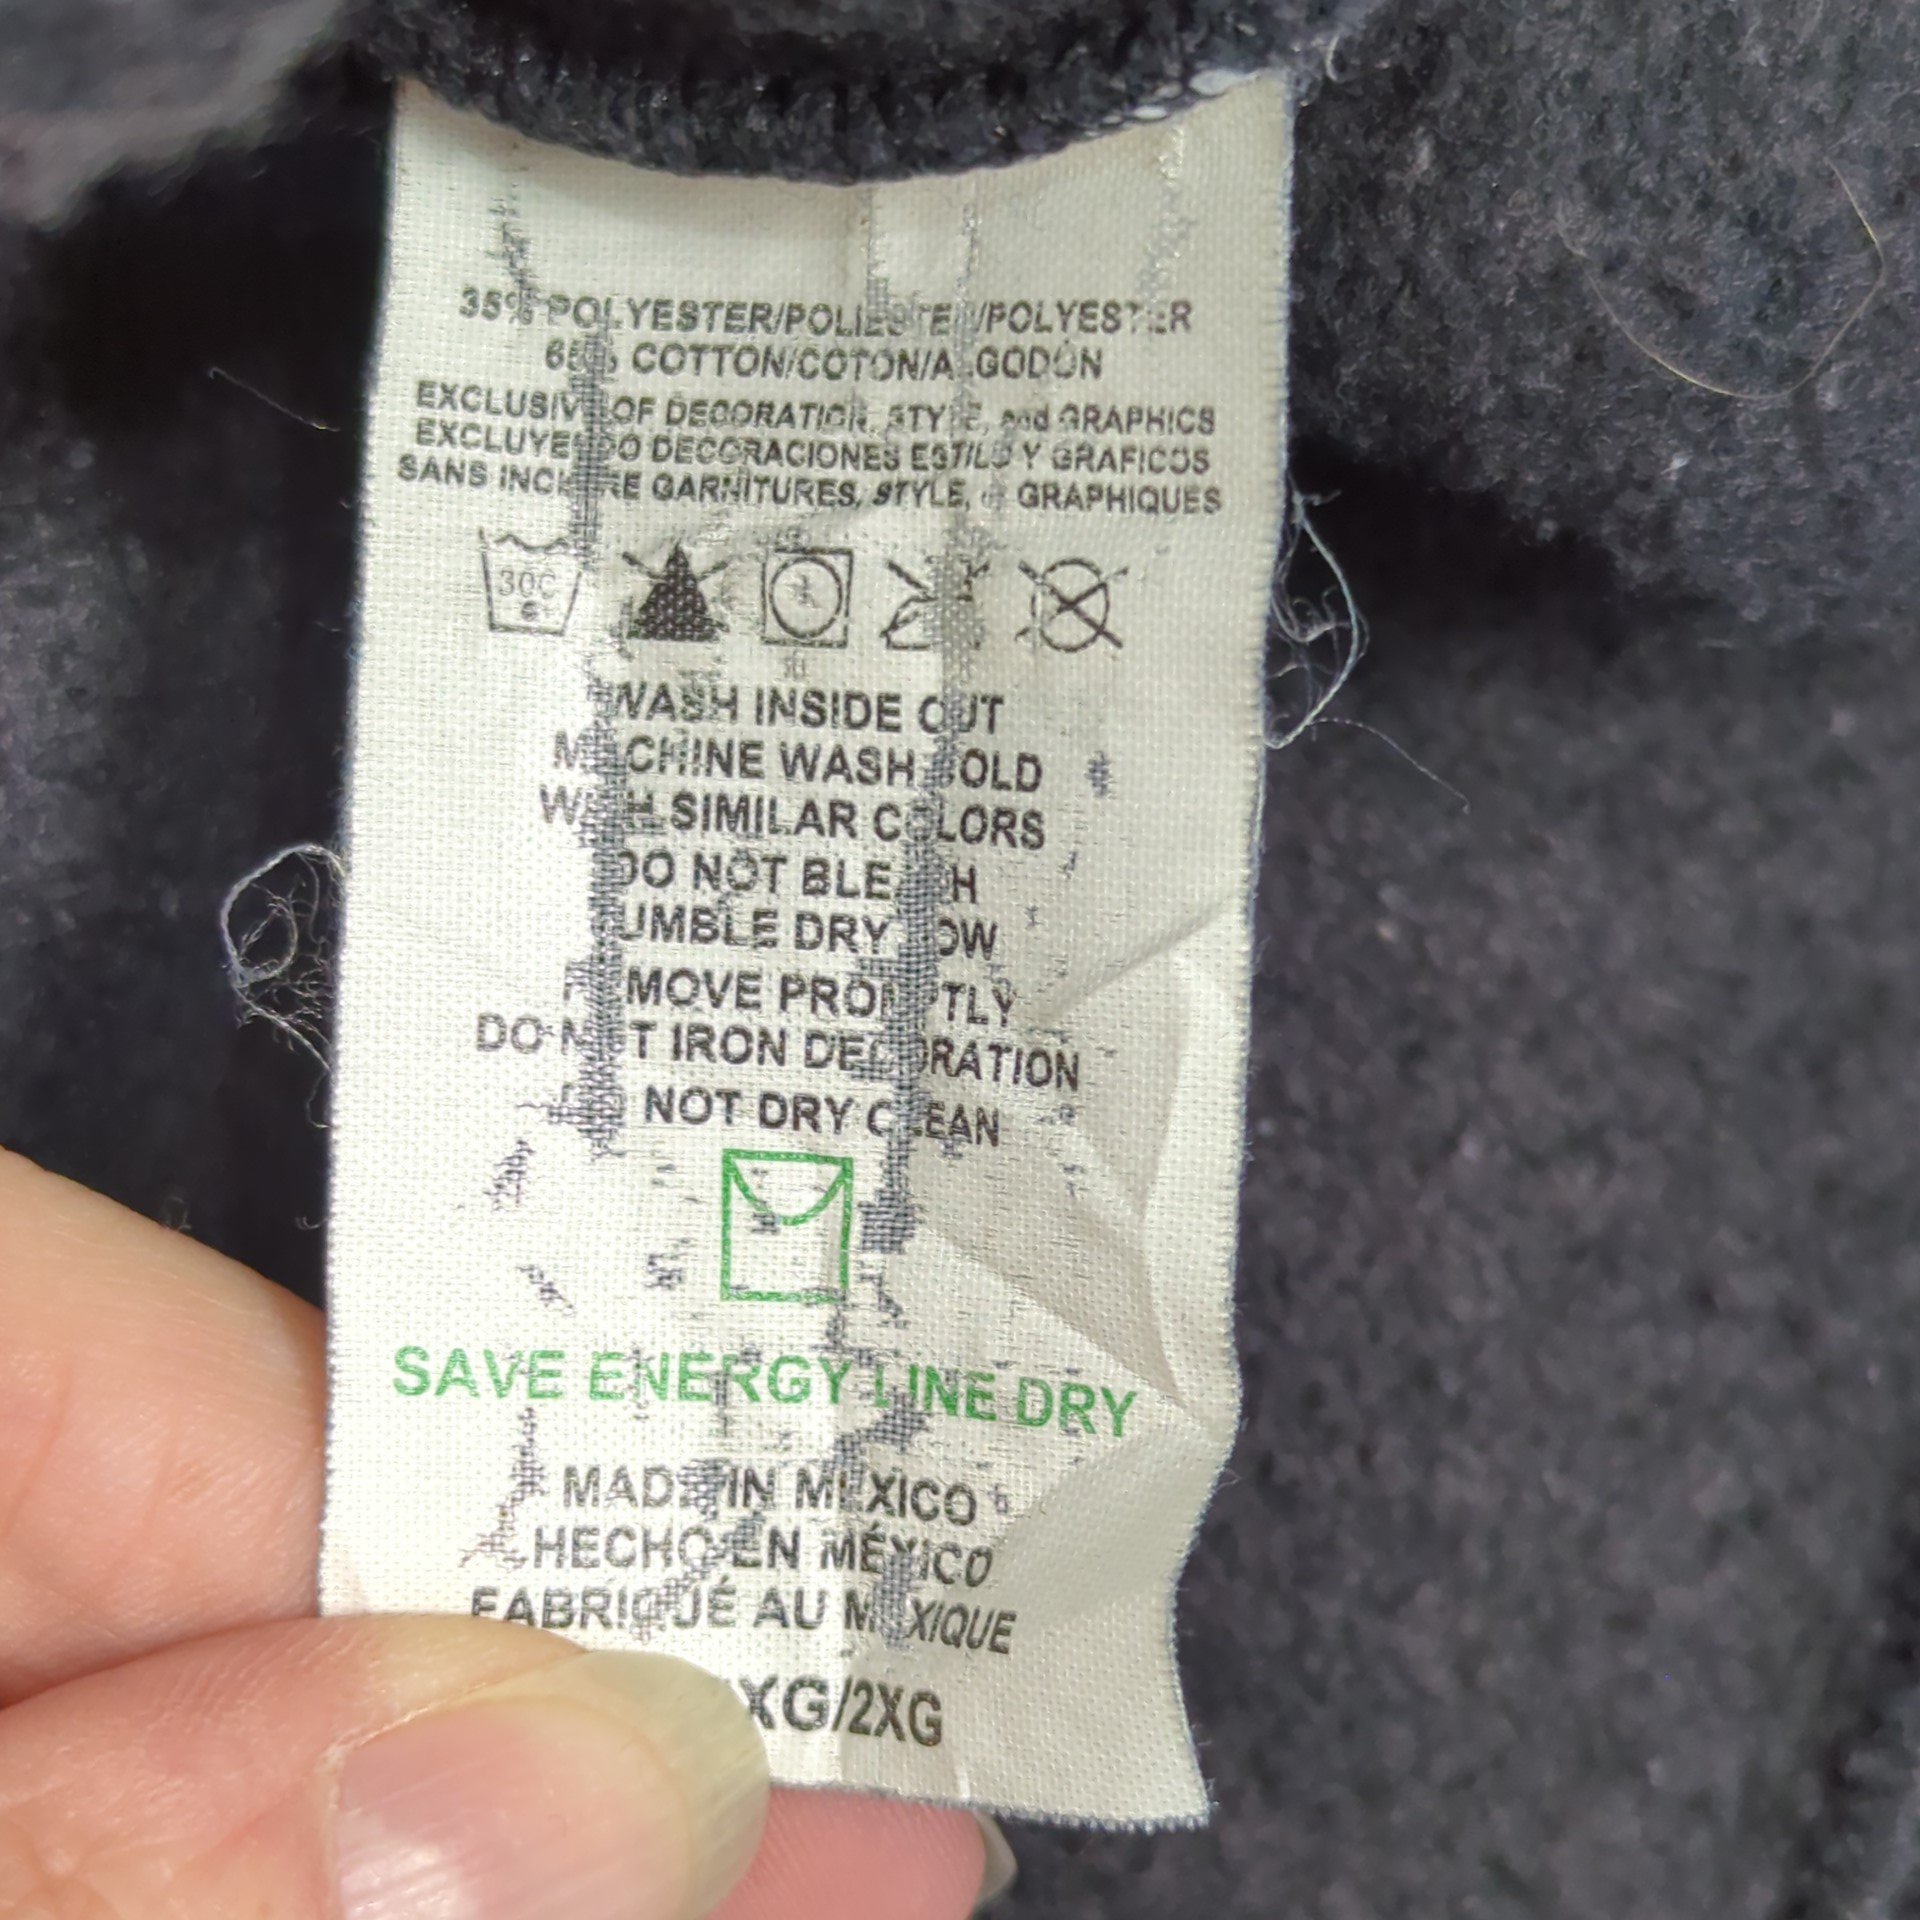 35% POLYESTER/POLIESTER/POLYESTER
65% COTTON/COTON/ALGODÓN
EXCLUSIVE OF DECORATION, STYLE, and GRAPHICS
EXCLUYENDO DECORACIONES ESTILO Y GRAFICOS
SANS INCLURE GARNITURES, STYLE, et GRAPHIQUES
30C
WASH INSIDE OUT
MACHINE WASH COLD
WASH SIMILAR COLORS
DO NOT BLEACH
TUMBLE DRY LOW
REMOVE PROMPTLY
DO NOT IRON DECORATION
DO NOT DRY CLEAN
SAVE ENERGY LINE DRY
MADE IN MEXICO
HECHO EN MÉXICO
FABRIQUÉ AU MEXIQUE
XG/2XG